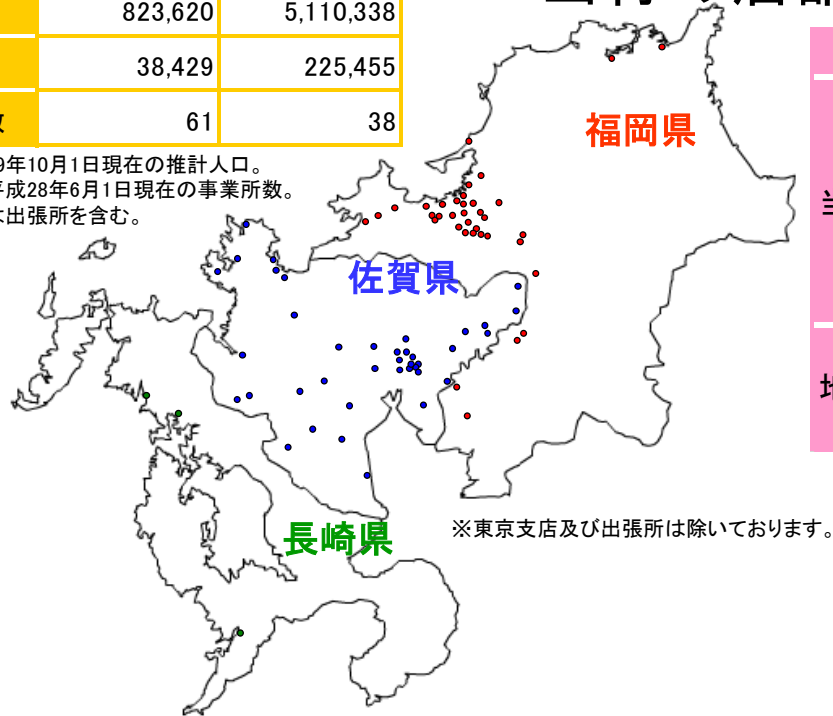 823,620 5,110,338
38,429 225,455
数 61 38
9年10月1日現在の推計人口。
平成28年6月1日現在の事業所数。
は出張所を含む。
福岡県
佐賀県
長崎県
※東京支店及び出張所は除いております。